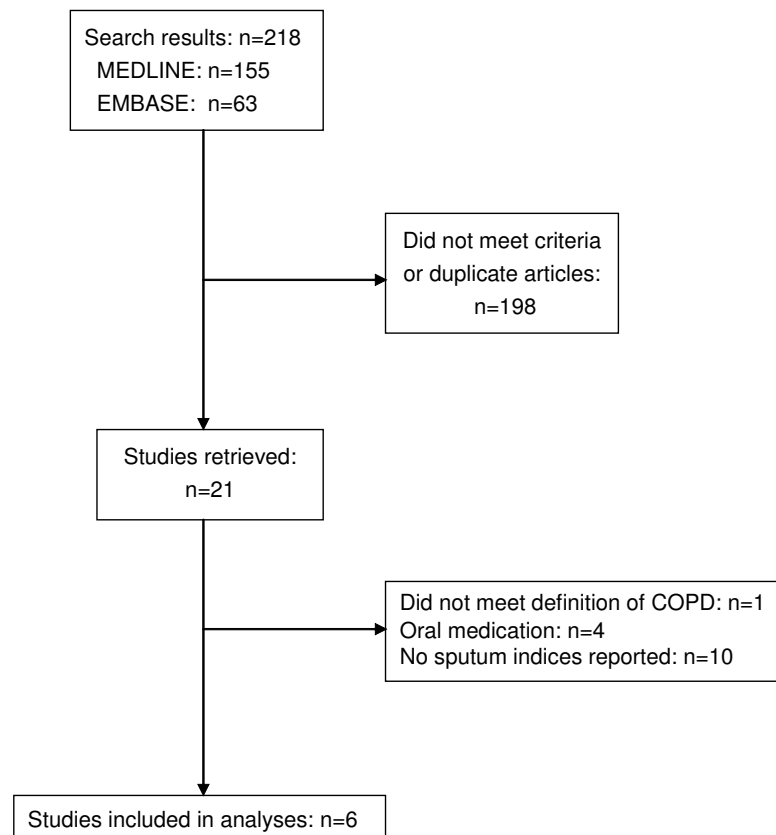 Search results: n=218
MEDLINE: n=155
EMBASE: n=63
Did not meet criteria
or duplicate articles:
n=198
Studies retrieved:
n=21
Did not meet definition of COPD: n=1
Oral medication: n=4
No sputum indices reported: n=10
Studies included in analyses: n=6